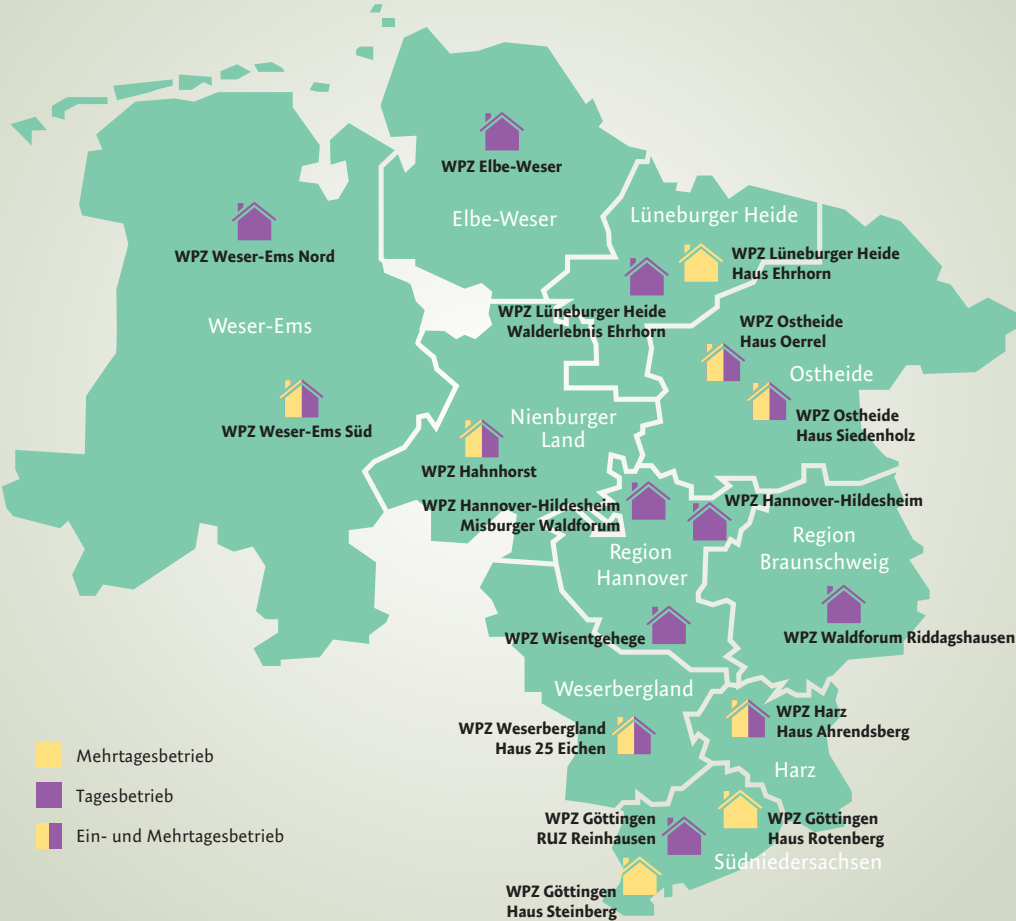 WPZ Elbe-Weser
Elbe-Weser
Lüneburger Heide
WPZ Weser-Ems Nord
WPZ Lüneburger Heide
Haus Ehrhorn
WPZ Lüneburger Heide
Walderlebnis Ehrhorn
Weser-Ems
WPZ Ostheide
Haus Oerrel
Ostheide
WPZ Ostheide
Haus Siedenholz
WPZ Weser-Ems Süd
Nienburger
Land
WPZ Hahnhorst
WPZ Hannover-Hildesheim
Misburger Waldforum
WPZ Hannover-Hildesheim
Region
Hannover
Region
Braunschweig
WPZ Wisentgehege
WPZ Waldforum Riddagshausen
Weserbergland
WPZ Weserbergland
Haus 25 Eichen
WPZ Harz
Haus Ahrendsberg
Harz
WPZ Göttingen
RUZ Reinhausen
WPZ Göttingen
Haus Rotenberg
Südniedersachsen
WPZ Göttingen
Haus Steinberg
Mehrtagesbetrieb
Tagesbetrieb
Ein- und Mehrtagesbetrieb